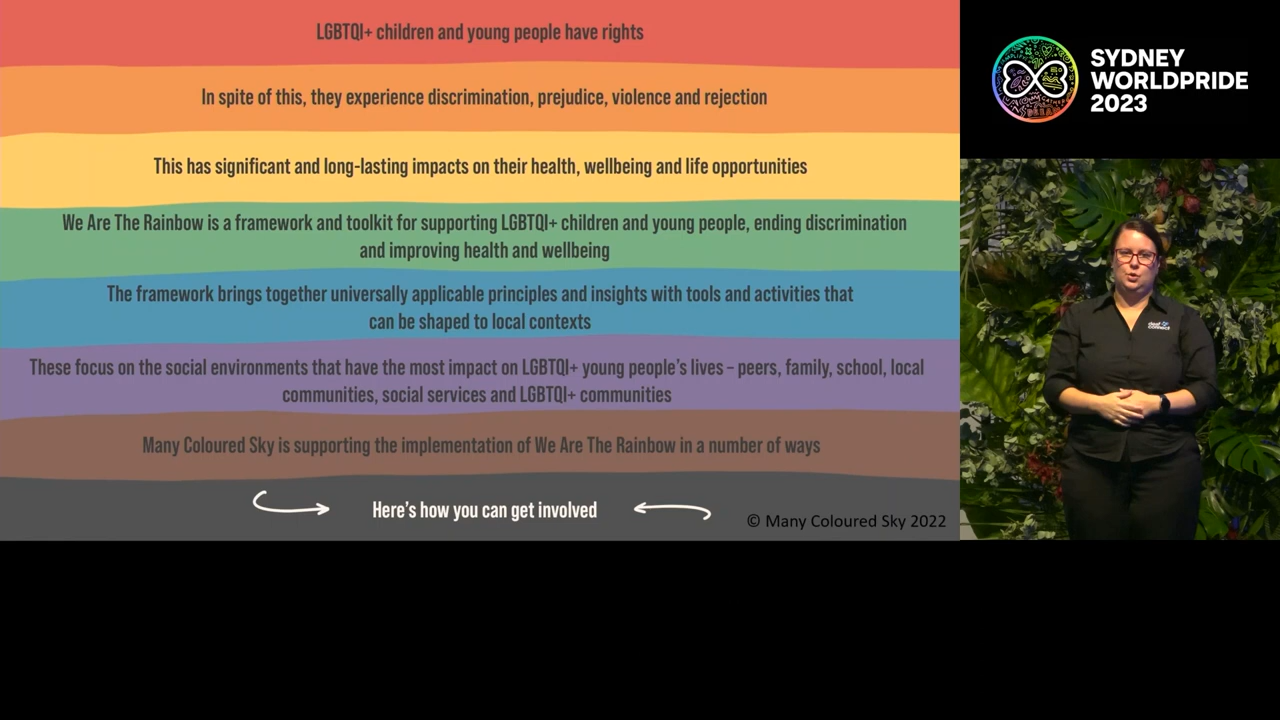 LGBTQI+ children and young people have rights
In spite of this, they experience discrimination, prejudice, violence and rejection
This has significant and long-lasting impacts on their health, wellbeing and life opportunities
We Are The Rainbow is a framework and toolkit for supporting LGBTQI+ children and young people, ending discrimination
and improving health and wellbeing
The framework brings together universally applicable principles and insights with tools and activities that
can be shaped to local contexts
These focus on the social environments that have the most impact on LGBTQI+ young people's lives – peers, family, school, local
communities, social services and LGBTQI+ communities
Many Coloured Sky is supporting the implementation of We Are The Rainbow in a number of ways
Here's how you can get involved
© Many Coloured Sky 2022
SYDNEY
WORLDPRIDE
2023
deaf
connect